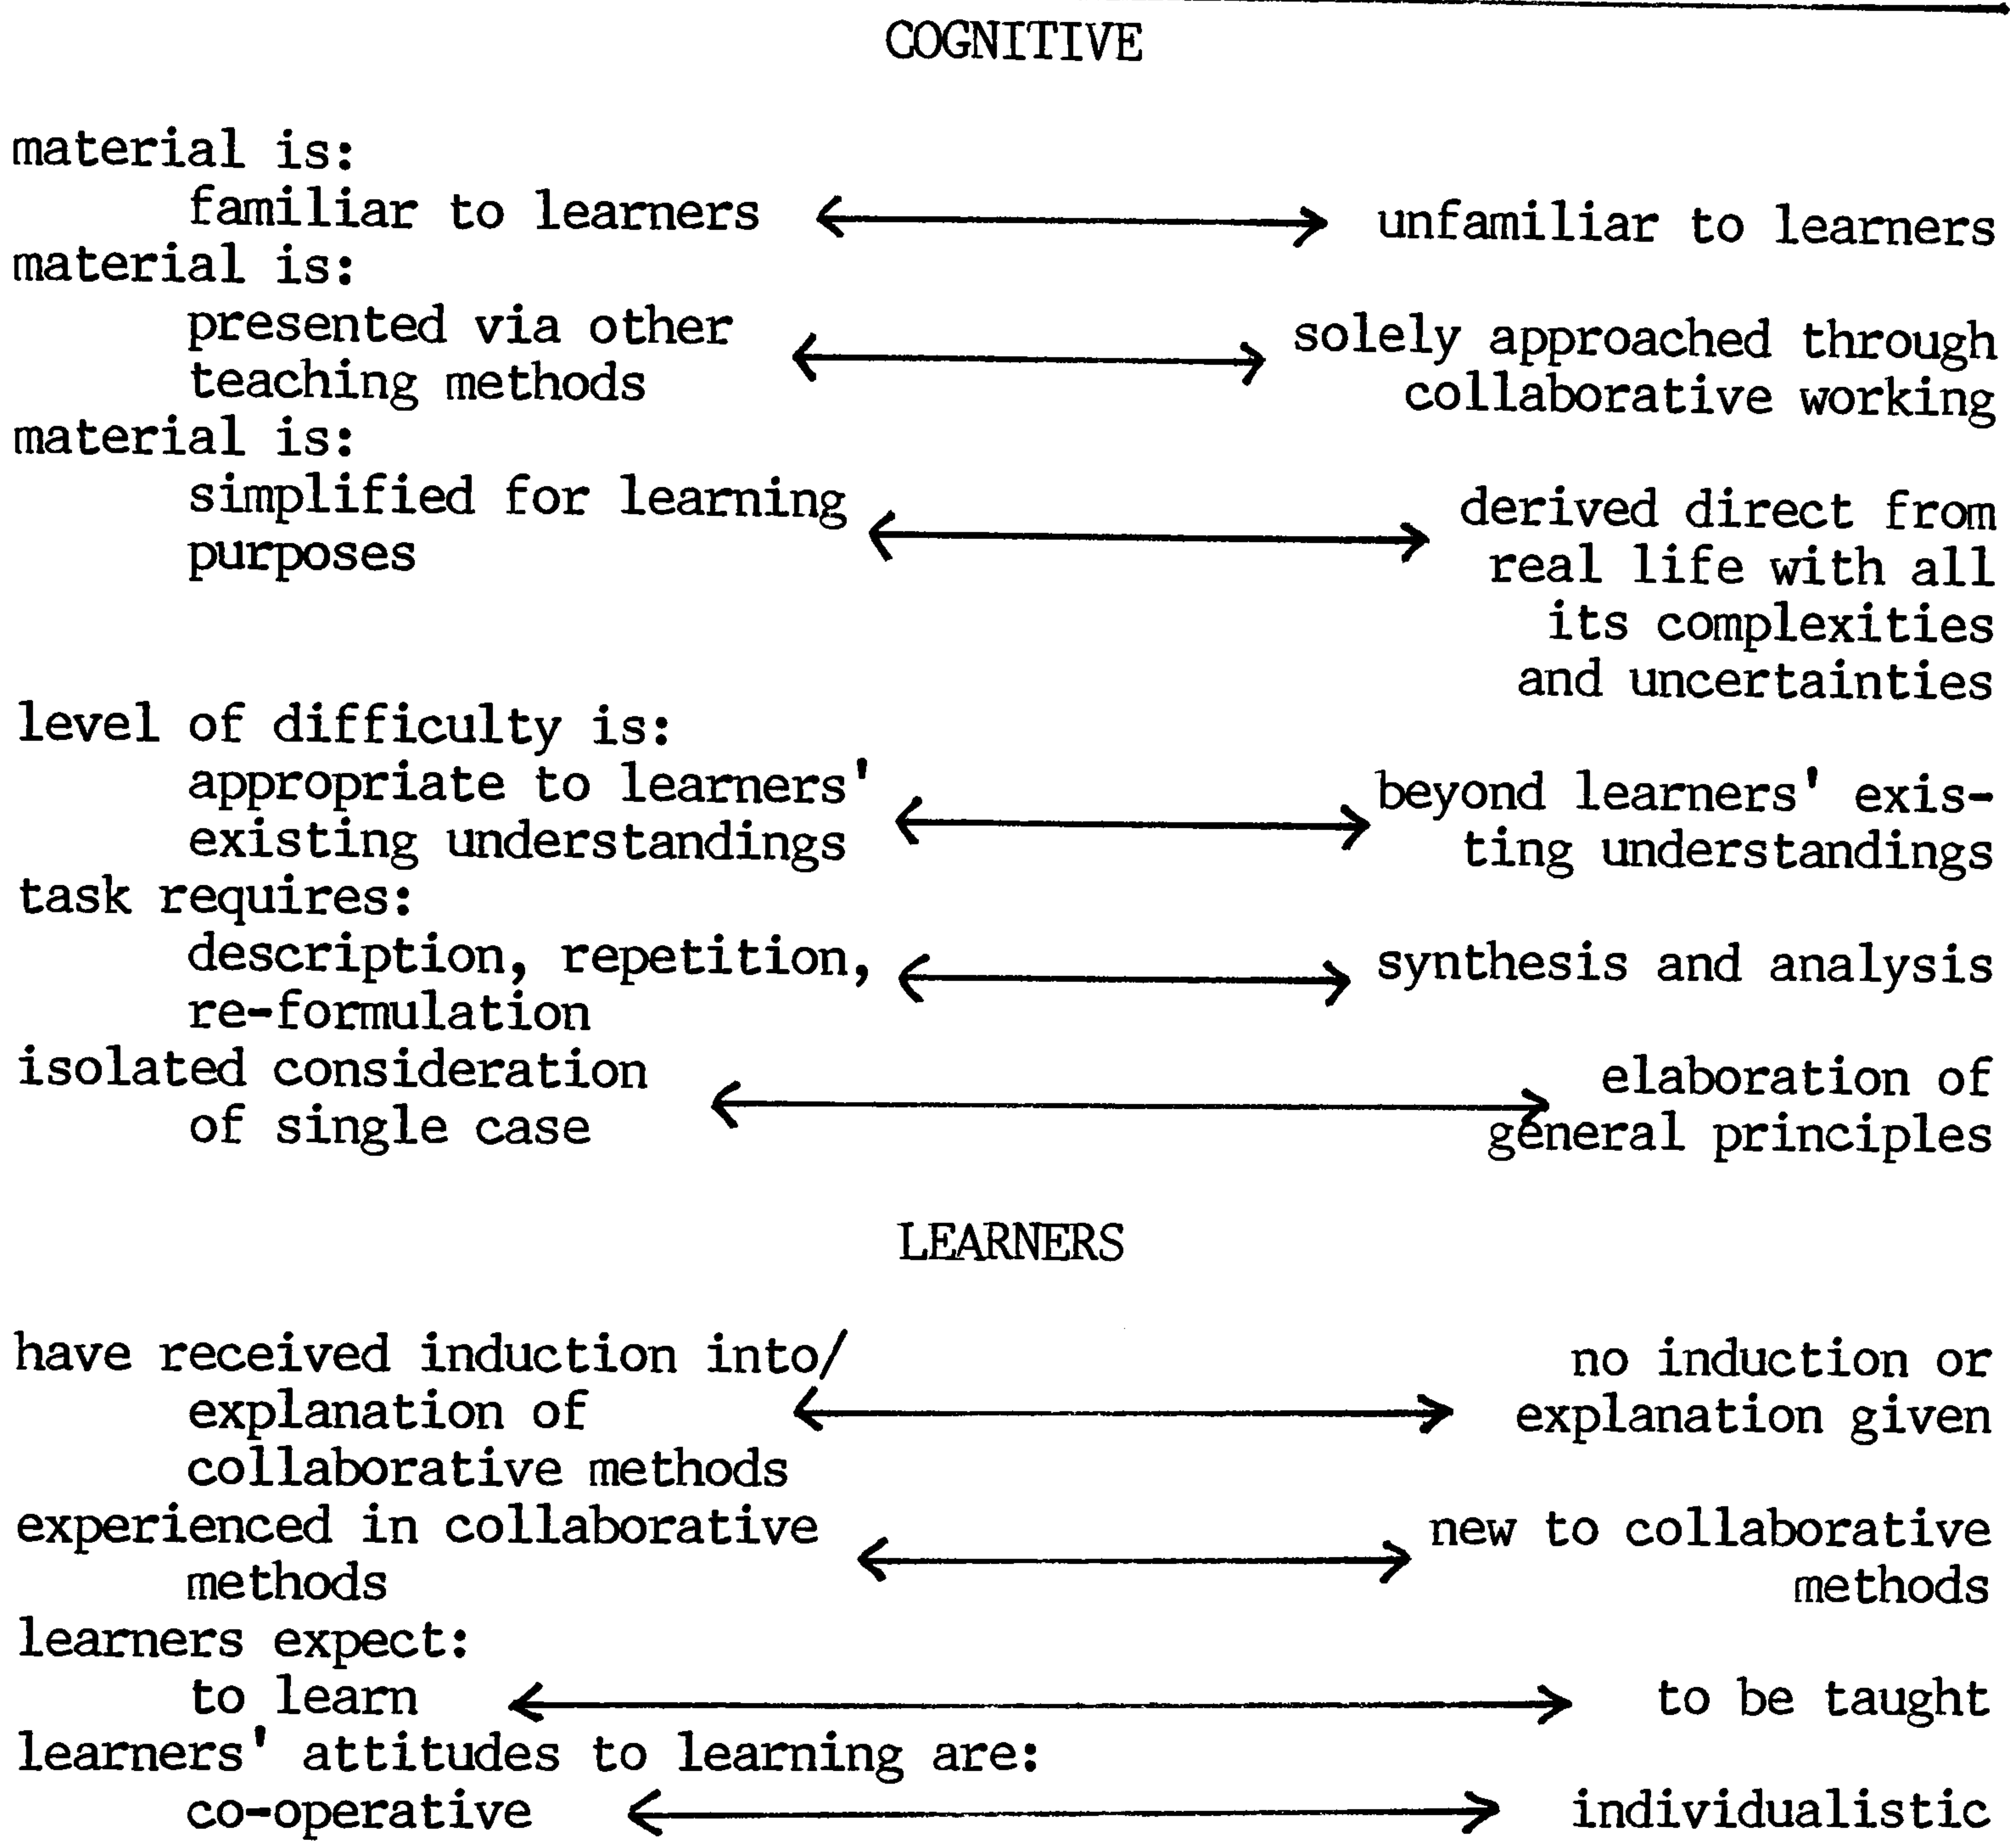 COGNITIVE
material is:
familiar to learners unfamiliar to learners
material is:
presented via other solely approached through
teaching methods collaborative working
material is:
simplified for learning derived direct from
purposes real life with all
its complexities
and uncertainties
level of difficulty is:
appropriate to learners' beyond learners' exis-
existing understandings ting understandings
task requires:
description, repetition, synthesis and analysis
re-formulation
isolated consideration elaboration of
of single case general principles
LEARNERS
have received induction into/ no induction or
explanation of explanation given
collaborative methods
experienced in collaborative new to collaborative
methods methods
learners expect:
to learn to be taught
learners' attitudes to learning are:
co-operative individualistic